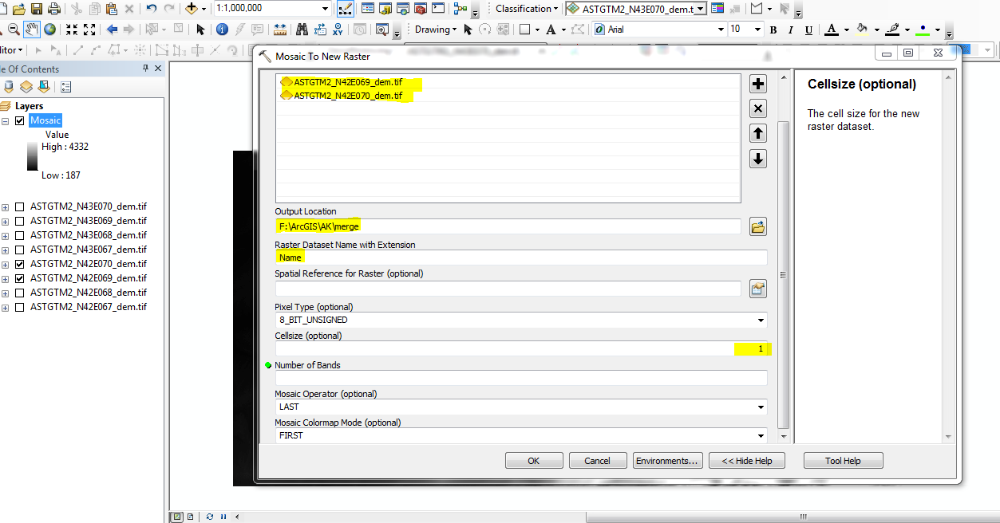 1:1,000,000
Classification
ASTGTM2_N43E070_dem.t
Drawing
A
Arial
10
B I U A
itor
Mosaic To New Raster
le Of Contents
Layers
Mosaic
Value
High : 4332
Low : 187
ASTGTM2_N43E070_dem.tif
ASTGTM2_N43E069_dem.tif
ASTGTM2_N43E068_dem.tif
ASTGTM2_N43E067_dem.tif
ASTGTM2_N42E070_dem.tif
ASTGTM2_N42E069_dem.tif
ASTGTM2_N42E068_dem.tif
ASTGTM2_N42E067_dem.tif
ASTGTM2_N42E069_dem.tif
ASTGTM2_N42E070_dem.tif
Output Location
F:\ArcGIS\AK\merge
Raster Dataset Name with Extension
Name
Spatial Reference for Raster (optional)
Pixel Type (optional)
8_BIT_UNSIGNED
Cellsize (optional)
1
Number of Bands
Mosaic Operator (optional)
LAST
Mosaic Colormap Mode (optional)
FIRST
OK
Cancel
Environments...
<< Hide Help
Tool Help
Cellsize (optional)
The cell size for the new
raster dataset.